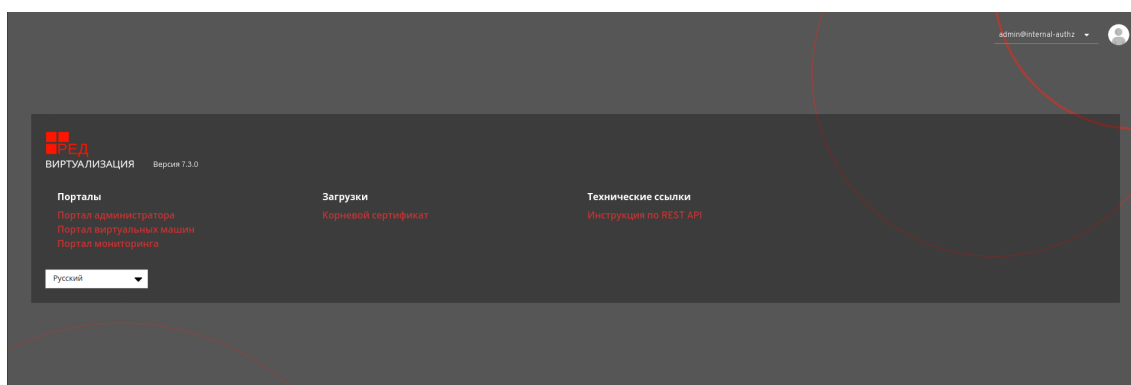 admin@internal-authz
РЕД
ВИРТУАЛИЗАЦИЯ Версия 7.3.0
Порталы Загрузки Технические ссылки
Портал администратора Корневой сертификат Инструкция по REST API
Портал виртуальных машин
Портал мониторинга
Русский